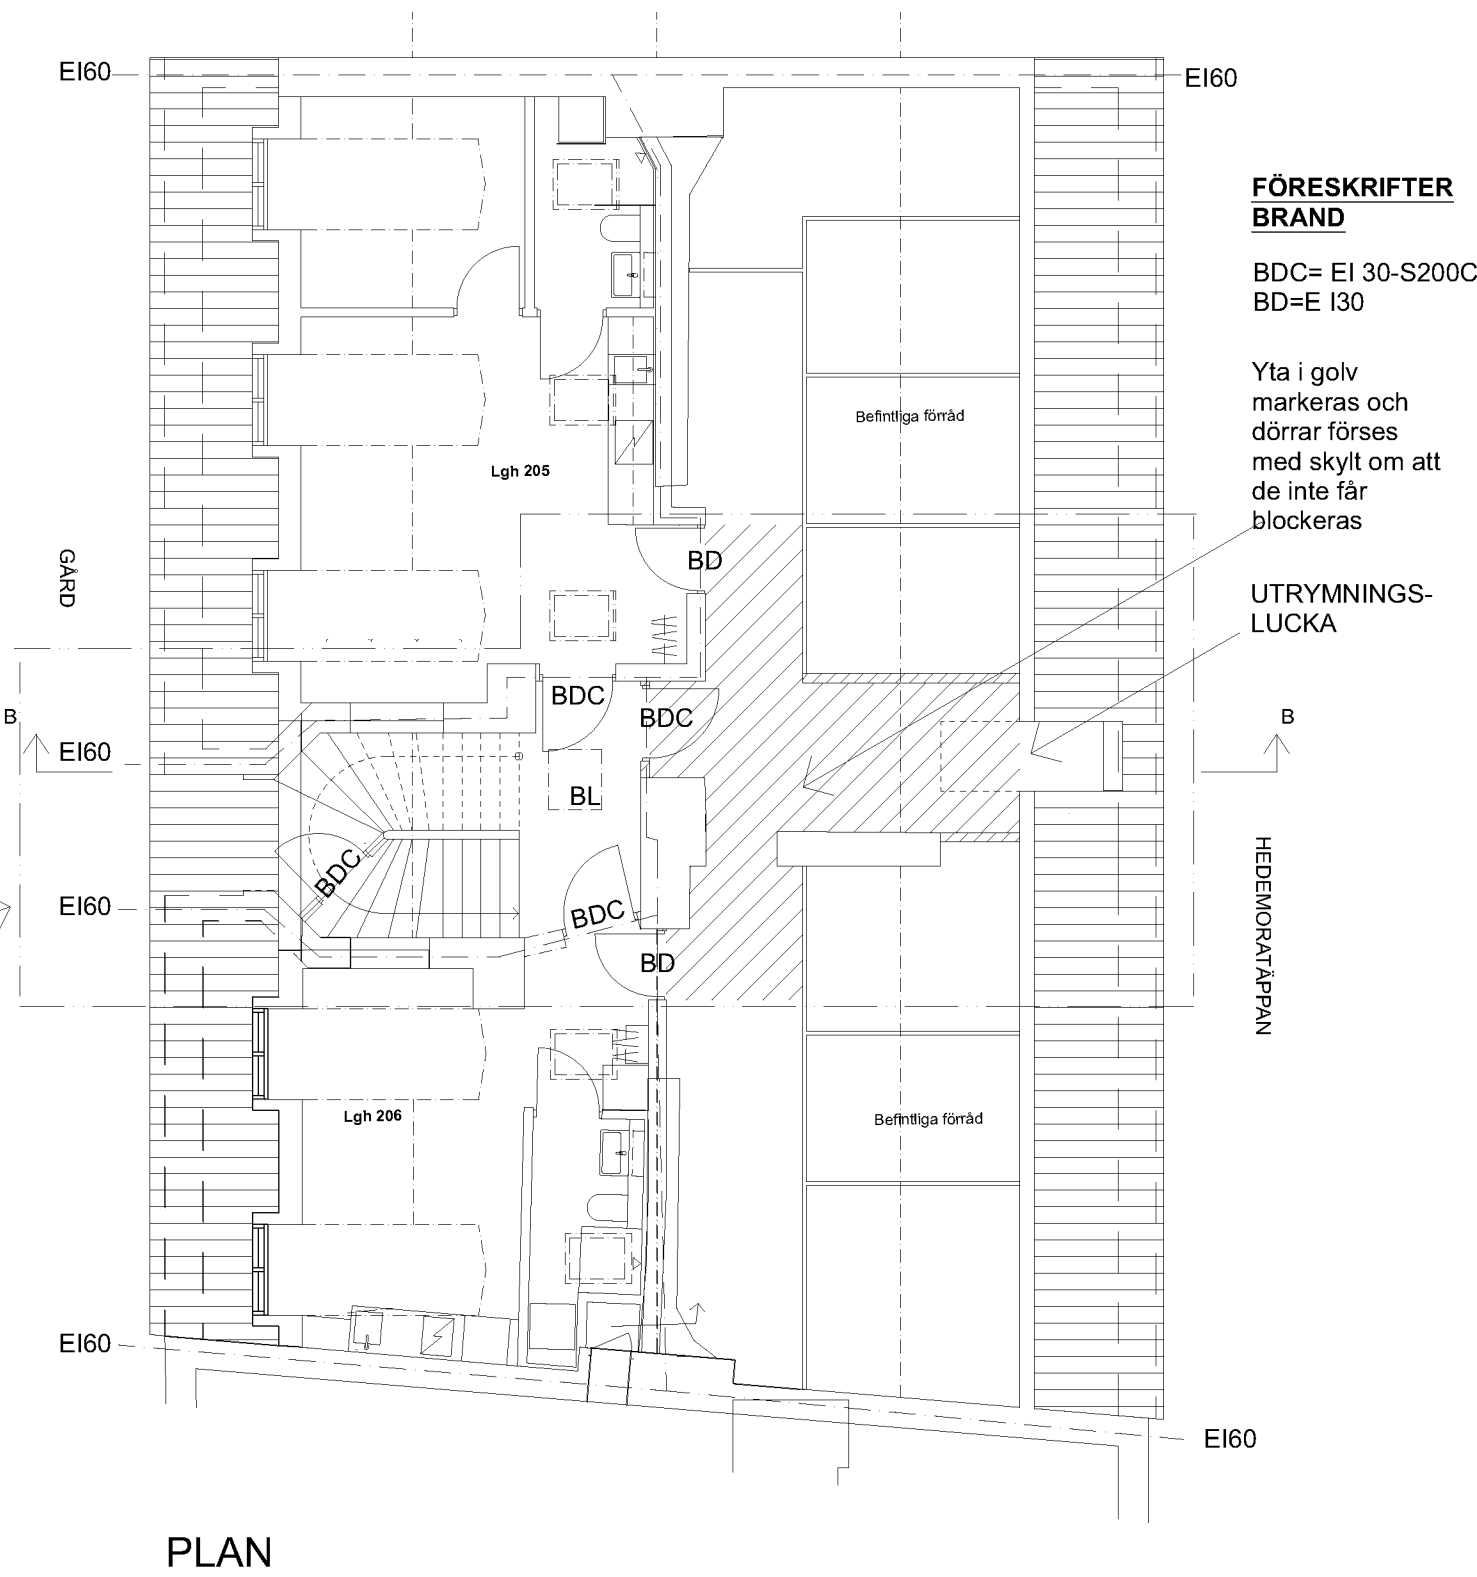 EI60
EI60
FÖRESKRIFTER
BRAND
BDC= EI 30-S200C
BD=E I30
Yta i golv
markeras och
dörrar förses
med skylt om att
de inte får
blockeras
UTRYMNINGS-
LUCKA
Befintliga förråd
Lgh 205
GÅRD
BD
BDC
BDC
B
B
EI60
BL
BDC
EI60
BDC
BD
HEDEMORATÄPPAN
Lgh 206
Befintliga förråd
EI60
EI60
PLAN